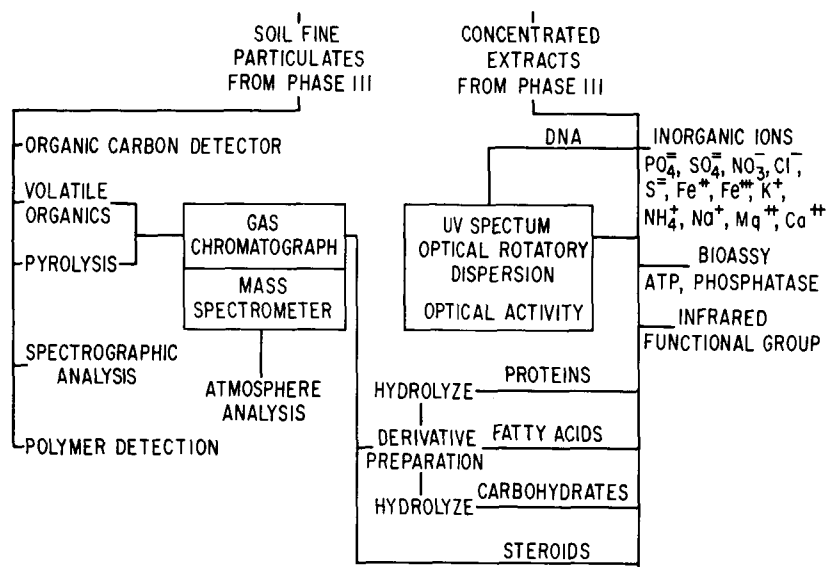 SOIL FINE
PARTICULATES
FROM PHASE III
CONCENTRATED
EXTRACTS
FROM PHASE III
ORGANIC CARBON DETECTOR
VOLATILE
ORGANICS
PYROLYSIS
SPECTROGRAPHIC
ANALYSIS
POLYMER DETECTION
GAS
CHROMATOGRAPH
MASS
SPECTROMETER
ATMOSPHERE
ANALYSIS
DNA
UV SPECTUM
OPTICAL ROTATORY
DISPERSION
OPTICAL ACTIVITY
INORGANIC IONS
PO₄⁼, SO₄⁼, NO₃⁻, Cl⁻,
S⁼, Fe⁺⁺, Fe⁺⁺⁺, K⁺,
NH₄⁺, Na⁺, Mg⁺⁺, Ca⁺⁺
BIOASSY
ATP, PHOSPHATASE
INFRARED
FUNCTIONAL GROUP
HYDROLYZE
PROTEINS
DERIVATIVE
PREPARATION
FATTY ACIDS
HYDROLYZE
CARBOHYDRATES
STEROIDS